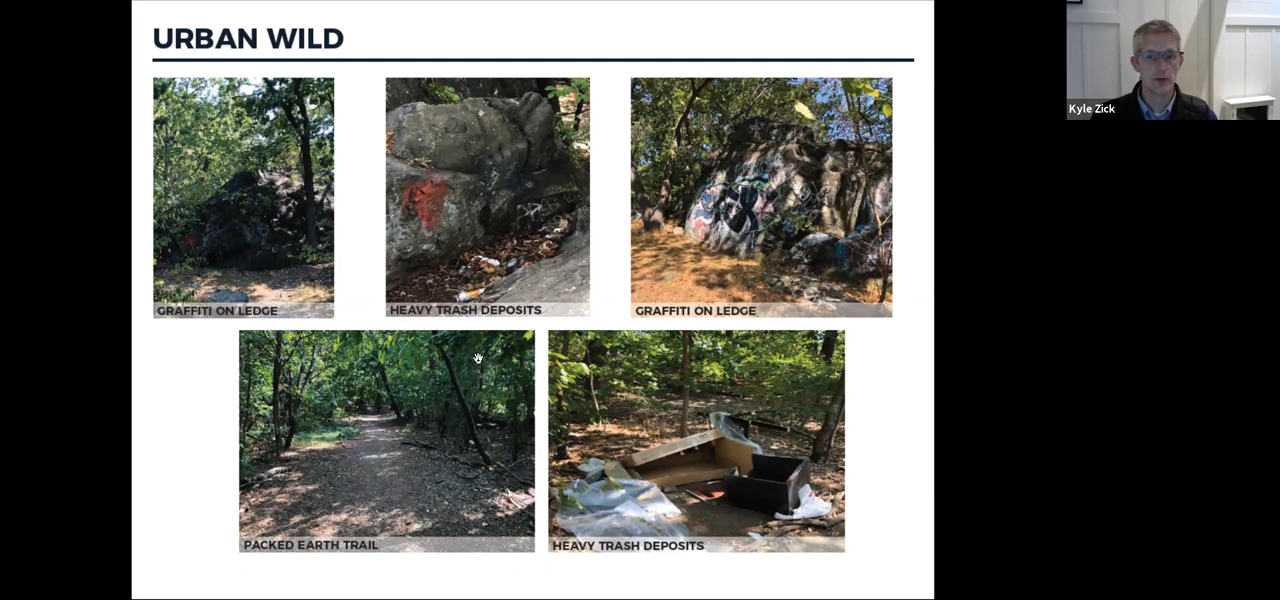 URBAN WILD
Kyle Zick
GRAFFITI ON LEDGE
HEAVY TRASH DEPOSITS
GRAFFITI ON LEDGE
PACKED EARTH TRAIL
HEAVY TRASH DEPOSITS